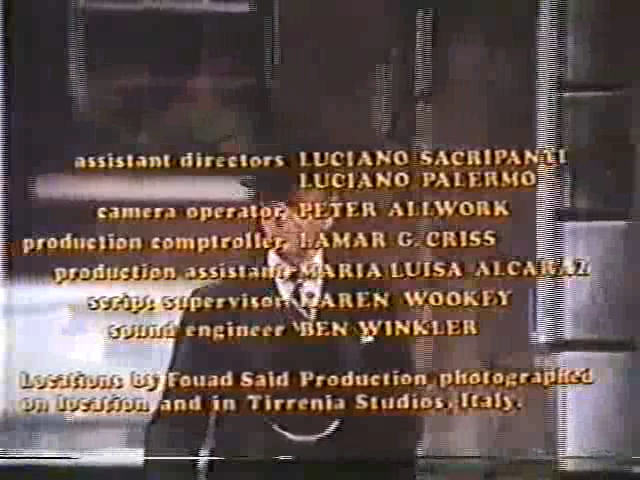 assistant directors LUCIANO SACRIPANTI
LUCIANO PALERMO
camera operator PETER ALLWORK
production comptroller LAMAR G. CRISS
production assistant MARIA LUISA ALCARAZ
script supervisor KAREN WOOKEY
sound engineer BEN WINKLER
Locations by Fouad Said Production photographed
on location and in Tirrenia Studios, Italy.